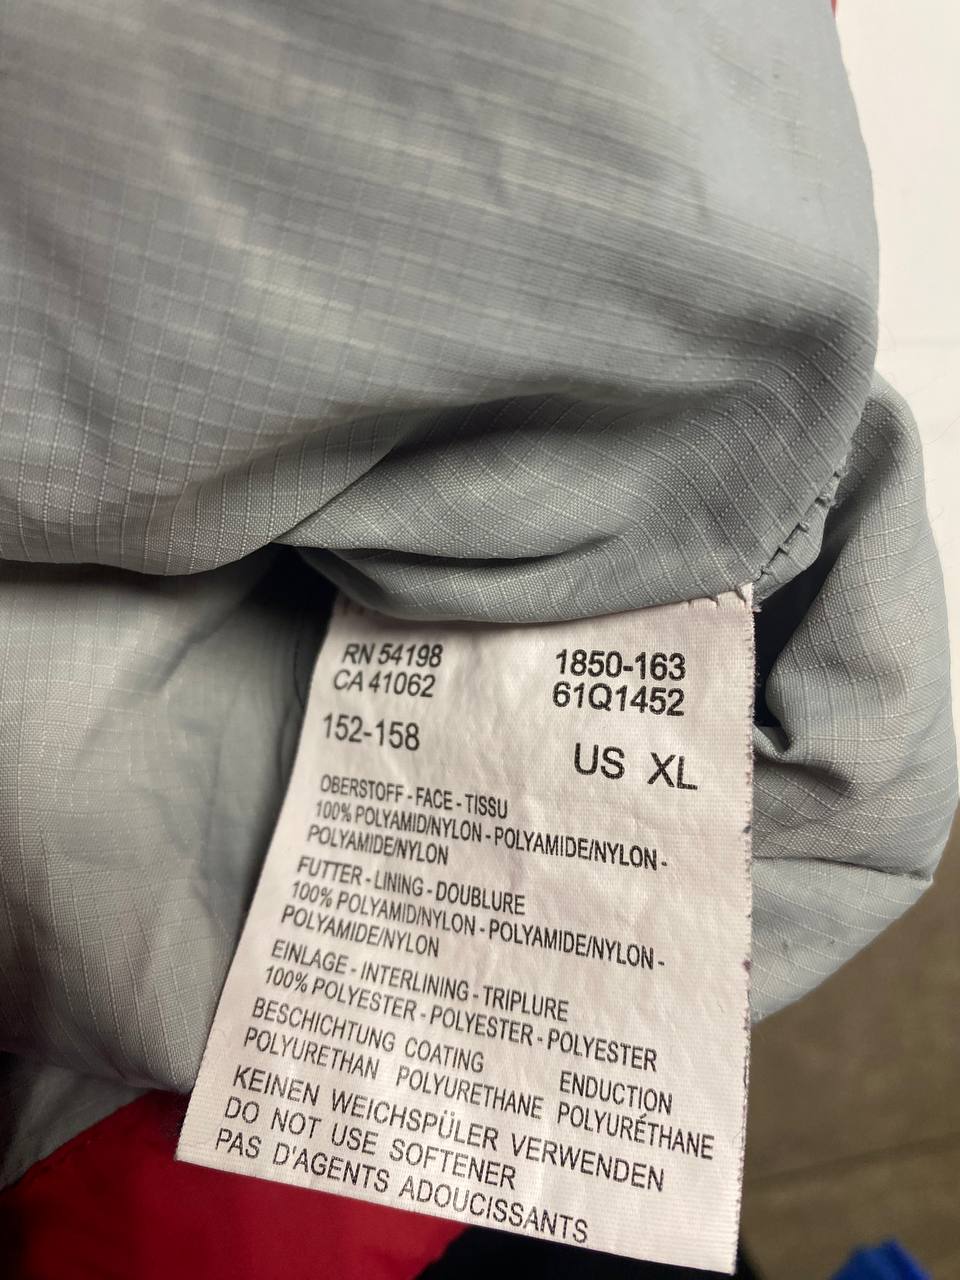 RN 54198 1850-163
CA 41062 61Q1452
152-158 US XL
OBERSTOFF - FACE - TISSU
100% POLYAMID/NYLON - POLYAMIDE/NYLON -
POLYAMIDE/NYLON
FUTTER - LINING - DOUBLURE
100% POLYAMID/NYLON - POLYAMIDE/NYLON -
POLYAMIDE/NYLON
EINLAGE - INTERLINING - TRIPLURE
100% POLYESTER - POLYESTER - POLYESTER
BESCHICHTUNG COATING ENDUCTION
POLYURETHAN POLYURETHANE POLYURÉTHANE
KEINEN WEICHSPÜLER VERWENDEN
DO NOT USE SOFTENER
PAS D'AGENTS ADOUCISSANTS